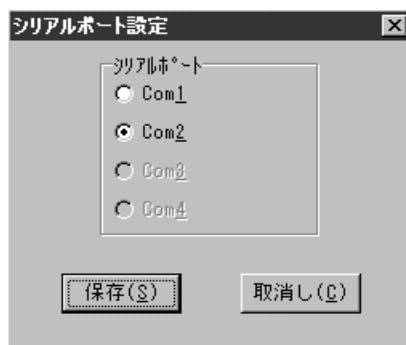 シリアルポート設定
ｼﾘｱﾙﾎﾟｰﾄ
Com1
Com2
Com3
Com4
保存(S)
取消し(C)